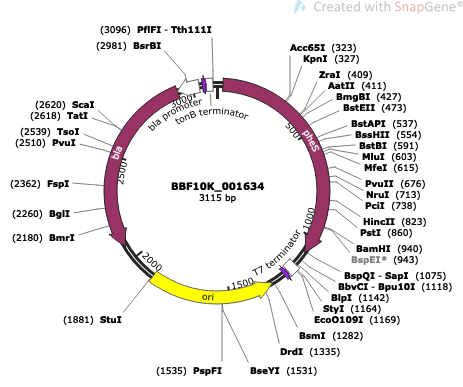 Created with SnapGene®
(3096) PflFI - Tth111I
(2981) BsrBI
Acc65I (323)
KpnI (327)
ZraI (409)
AatII (411)
BmgBI (427)
BstEII (473)
BstAPI (537)
BssHII (554)
BstBI (591)
MluI (603)
MfeI (615)
PvuII (676)
NruI (713)
PciI (738)
HincII (823)
PstI (860)
BamHI (940)
BspEI* (943)
BspQI - SapI (1075)
BbvCI - Bpu10I (1118)
BlpI (1142)
StyI (1164)
EcoO109I (1169)
BsmI (1282)
DrdI (1335)
BseYI (1531)
(1535) PspFI
(1881) StuI
(2180) BmrI
(2260) BglI
(2362) FspI
(2510) PvuI
(2539) TsoI
(2618) TatI
(2620) ScaI
bla promoter
tonB terminator
pheS
T7 terminator
ori
bla
500
1000
1500
2000
2500
3000
BBF10K_001634
3115 bp